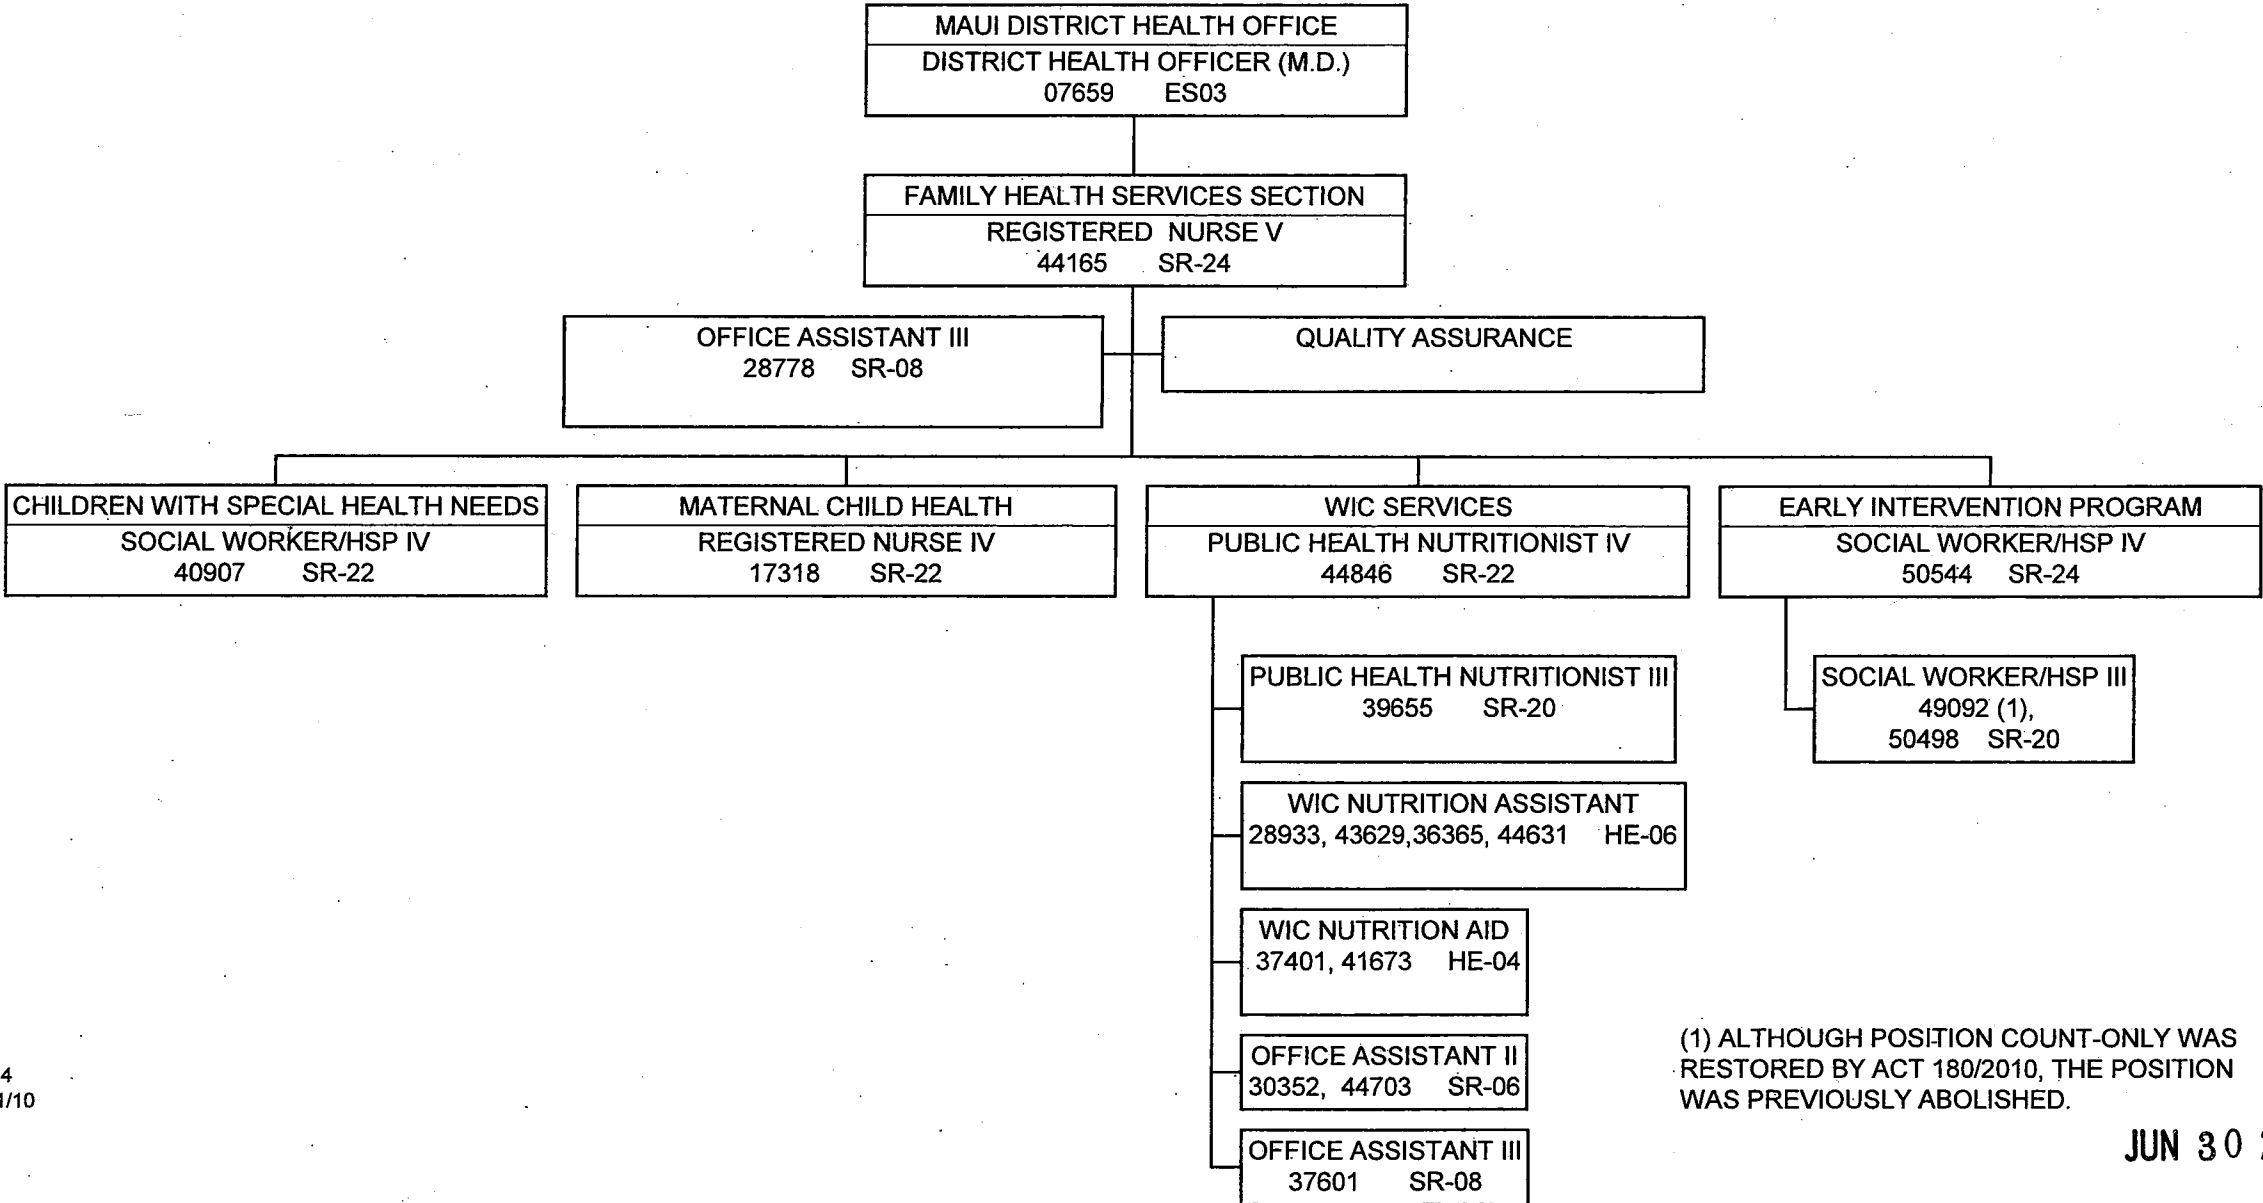 MAUI DISTRICT HEALTH OFFICE
DISTRICT HEALTH OFFICER (M.D.)
07659 ES03
FAMILY HEALTH SERVICES SECTION
REGISTERED NURSE V
44165 SR-24
OFFICE ASSISTANT III
28778 SR-08
QUALITY ASSURANCE
CHILDREN WITH SPECIAL HEALTH NEEDS
SOCIAL WORKER/HSP IV
40907 SR-22
MATERNAL CHILD HEALTH
REGISTERED NURSE IV
17318 SR-22
WIC SERVICES
PUBLIC HEALTH NUTRITIONIST IV
44846 SR-22
EARLY INTERVENTION PROGRAM
SOCIAL WORKER/HSP IV
50544 SR-24
PUBLIC HEALTH NUTRITIONIST III
39655 SR-20
SOCIAL WORKER/HSP III
49092 (1),
50498 SR-20
WIC NUTRITION ASSISTANT
28933, 43629,36365, 44631 HE-06
WIC NUTRITION AID
37401, 41673 HE-04
OFFICE ASSISTANT II
30352, 44703 SR-06
OFFICE ASSISTANT III
37601 SR-08
(1) ALTHOUGH POSITION COUNT-ONLY WAS
RESTORED BY ACT 180/2010, THE POSITION
WAS PREVIOUSLY ABOLISHED.
4
1/10
JUN 30